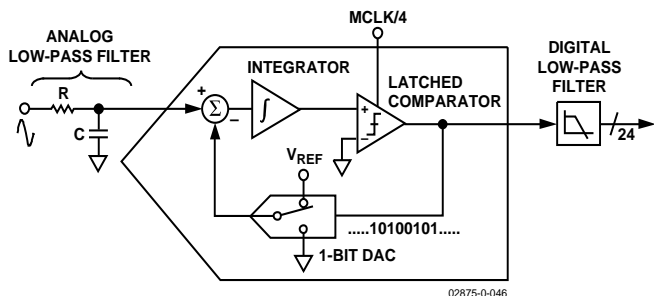 MCLK/4
ANALOG
LOW-PASS FILTER
INTEGRATOR
DIGITAL
LOW-PASS
FILTER
LATCHED
COMPARATOR
R
+
Σ
–
∫
+
–
C
24
VREF
.....10100101.....
1-BIT DAC
02875-0-046